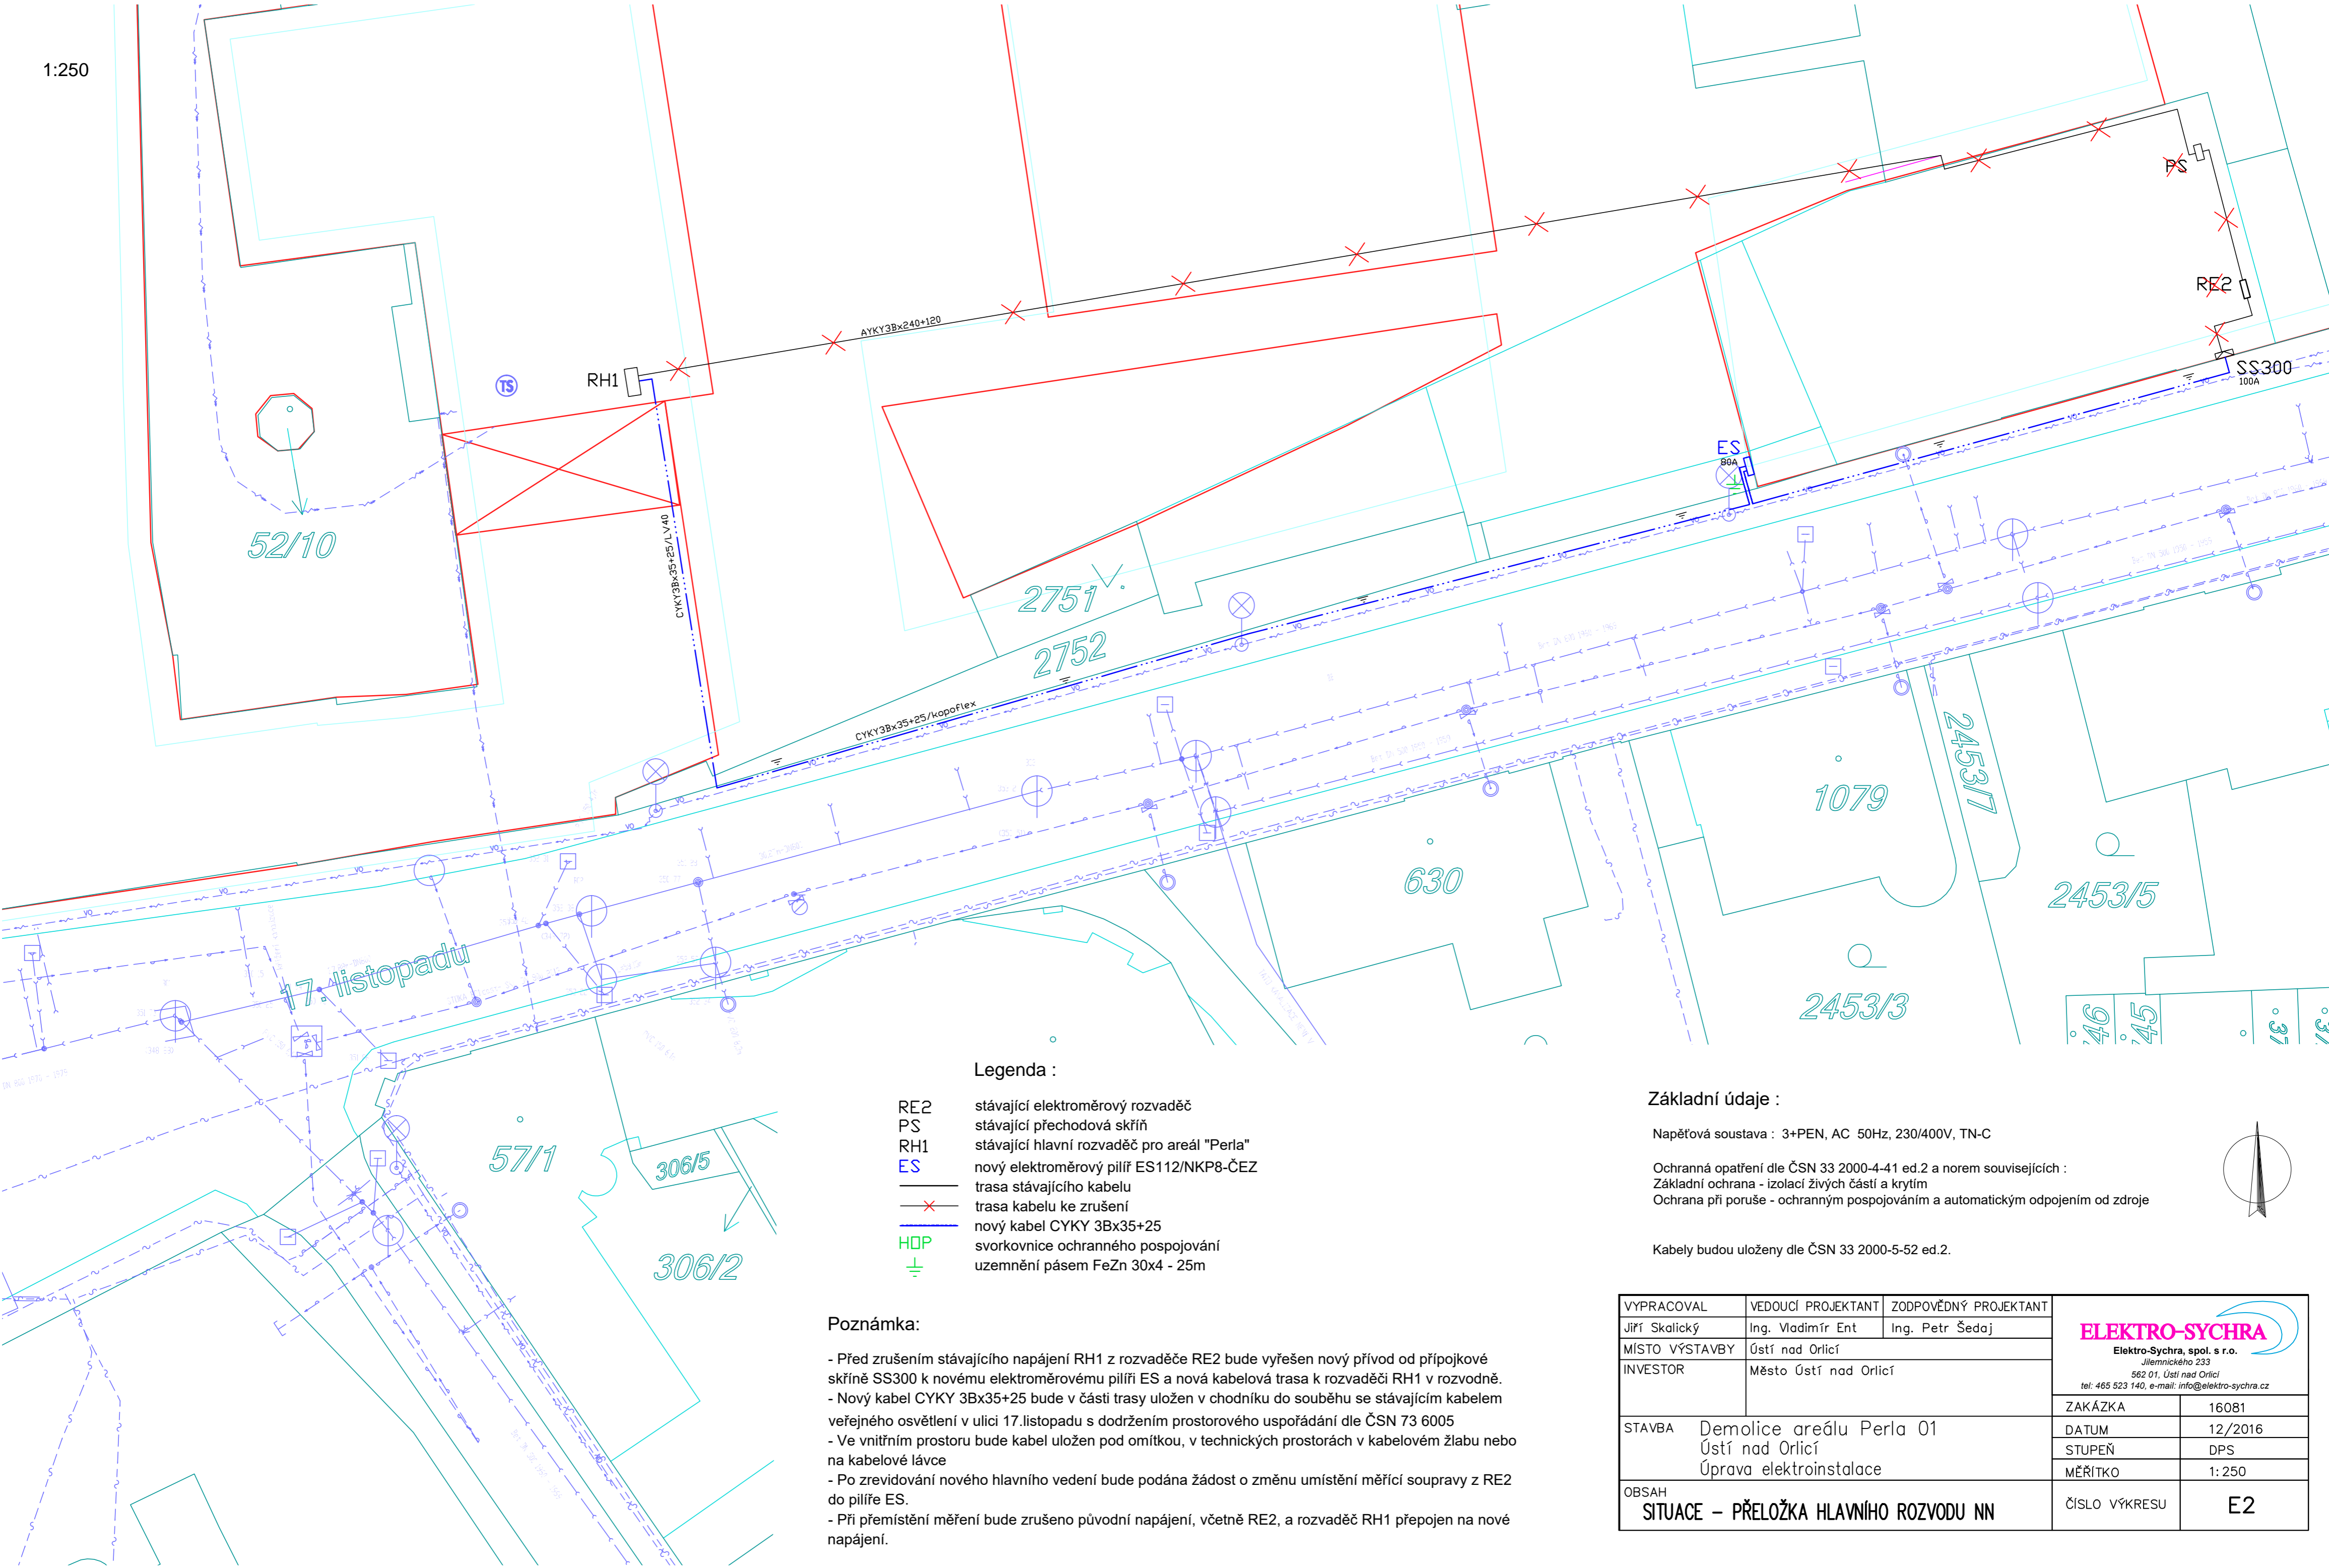 1:250
PS
RE2
SS300
100A
AYKY3Bx240+120
RH1
TS
ES
80A
CYKY3Bx35+25/LV40
52/10
2751
2752
CYKY3Bx35+25/kopoflex
VO
VO
VO
VO
VO
VO
VO
VO
VO
VO
VO
VO
VO
2453/7
1079
630
2453/5
2453/3
17. listopadu
57/1
306/5
306/2
Legenda :
RE2 stávající elektroměrový rozvaděč
PS stávající přechodová skříň
RH1 stávající hlavní rozvaděč pro areál "Perla"
ES nový elektroměrový pilíř ES112/NKP8-ČEZ
trasa stávajícího kabelu
trasa kabelu ke zrušení
nový kabel CYKY 3Bx35+25
HOP svorkovnice ochranného pospojování
uzemnění pásem FeZn 30x4 - 25m
Poznámka:
- Před zrušením stávajícího napájení RH1 z rozvaděče RE2 bude vyřešen nový přívod od přípojkové
skříně SS300 k novému elektroměrovému pilíři ES a nová kabelová trasa k rozvaděči RH1 v rozvodně.
- Nový kabel CYKY 3Bx35+25 bude v části trasy uložen v chodníku do souběhu se stávajícím kabelem
veřejného osvětlení v ulici 17.listopadu s dodržením prostorového uspořádání dle ČSN 73 6005
- Ve vnitřním prostoru bude kabel uložen pod omítkou, v technických prostorách v kabelovém žlabu nebo
na kabelové lávce
- Po zrevidování nového hlavního vedení bude podána žádost o změnu umístění měřící soupravy z RE2
do pilíře ES.
- Při přemístění měření bude zrušeno původní napájení, včetně RE2, a rozvaděč RH1 přepojen na nové
napájení.
Základní údaje :
Napěťová soustava : 3+PEN, AC 50Hz, 230/400V, TN-C
Ochranná opatření dle ČSN 33 2000-4-41 ed.2 a norem souvisejících :
Základní ochrana - izolací živých částí a krytím
Ochrana při poruše - ochranným pospojováním a automatickým odpojením od zdroje
Kabely budou uloženy dle ČSN 33 2000-5-52 ed.2.
VYPRACOVAL VEDOUCÍ PROJEKTANT ZODPOVĚDNÝ PROJEKTANT
Jiří Skalický Ing. Vladimír Ent Ing. Petr Šedaj
MÍSTO VÝSTAVBY Ústí nad Orlicí
INVESTOR Město Ústí nad Orlicí
ELEKTRO-SYCHRA
Elektro-Sychra, spol. s r.o.
Jilemnického 233
562 01, Ústí nad Orlicí
tel: 465 523 140, e-mail: info@elektro-sychra.cz
ZAKÁZKA 16081
STAVBA Demolice areálu Perla 01
Ústí nad Orlicí
Úprava elektroinstalace
DATUM 12/2016
STUPEŇ DPS
MĚŘÍTKO 1:250
OBSAH
SITUACE – PŘELOŽKA HLAVNÍHO ROZVODU NN
ČÍSLO VÝKRESU E2